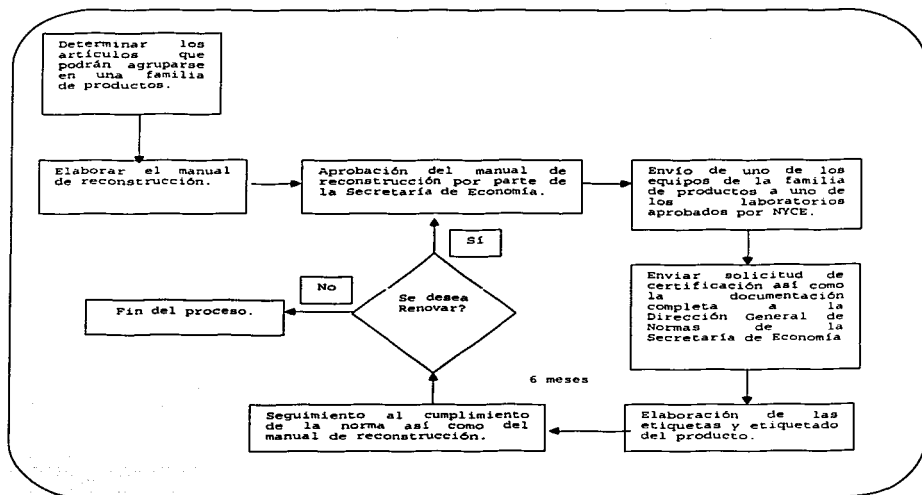 Determinar los
artículos que
podrán agruparse
en una familia
de productos.
Elaborar el manual
de reconstrucción.
Aprobación del manual de
reconstrucción por parte de
la Secretaría de Economía.
Envío de uno de los
equipos de la familia
de productos a uno de
los laboratorios
aprobados por NYCE.
Sí
No
Se desea
Renovar?
Fin del proceso.
Enviar solicitud de
certificación así como
la documentación
completa a la
Dirección General de
Normas de la
Secretaría de Economía
6 meses
Seguimiento al cumplimiento
de la norma así como del
manual de reconstrucción.
Elaboración de las
etiquetas y etiquetado
del producto.